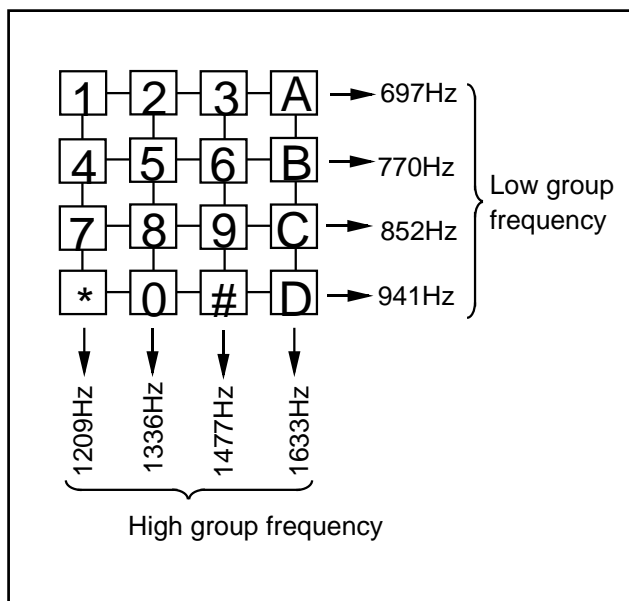 1 2 3 A 697Hz
4 5 6 B 770Hz
7 8 9 C 852Hz
* 0 # D 941Hz
Low group
frequency
1209Hz 1336Hz 1477Hz 1633Hz
High group frequency